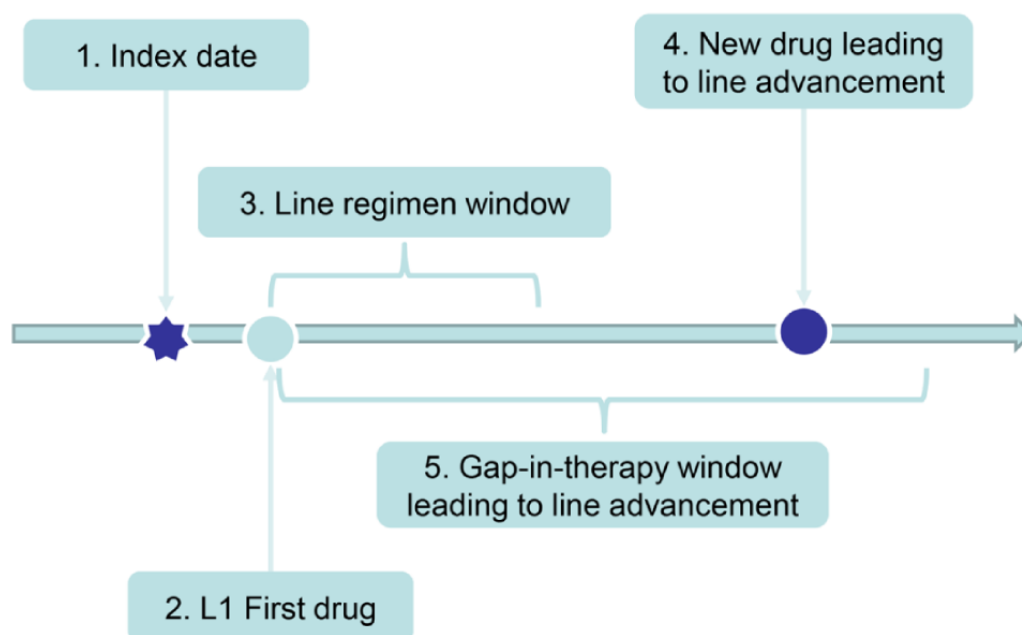 1. Index date
4. New drug leading
to line advancement
3. Line regimen window
5. Gap-in-therapy window
leading to line advancement
2. L1 First drug